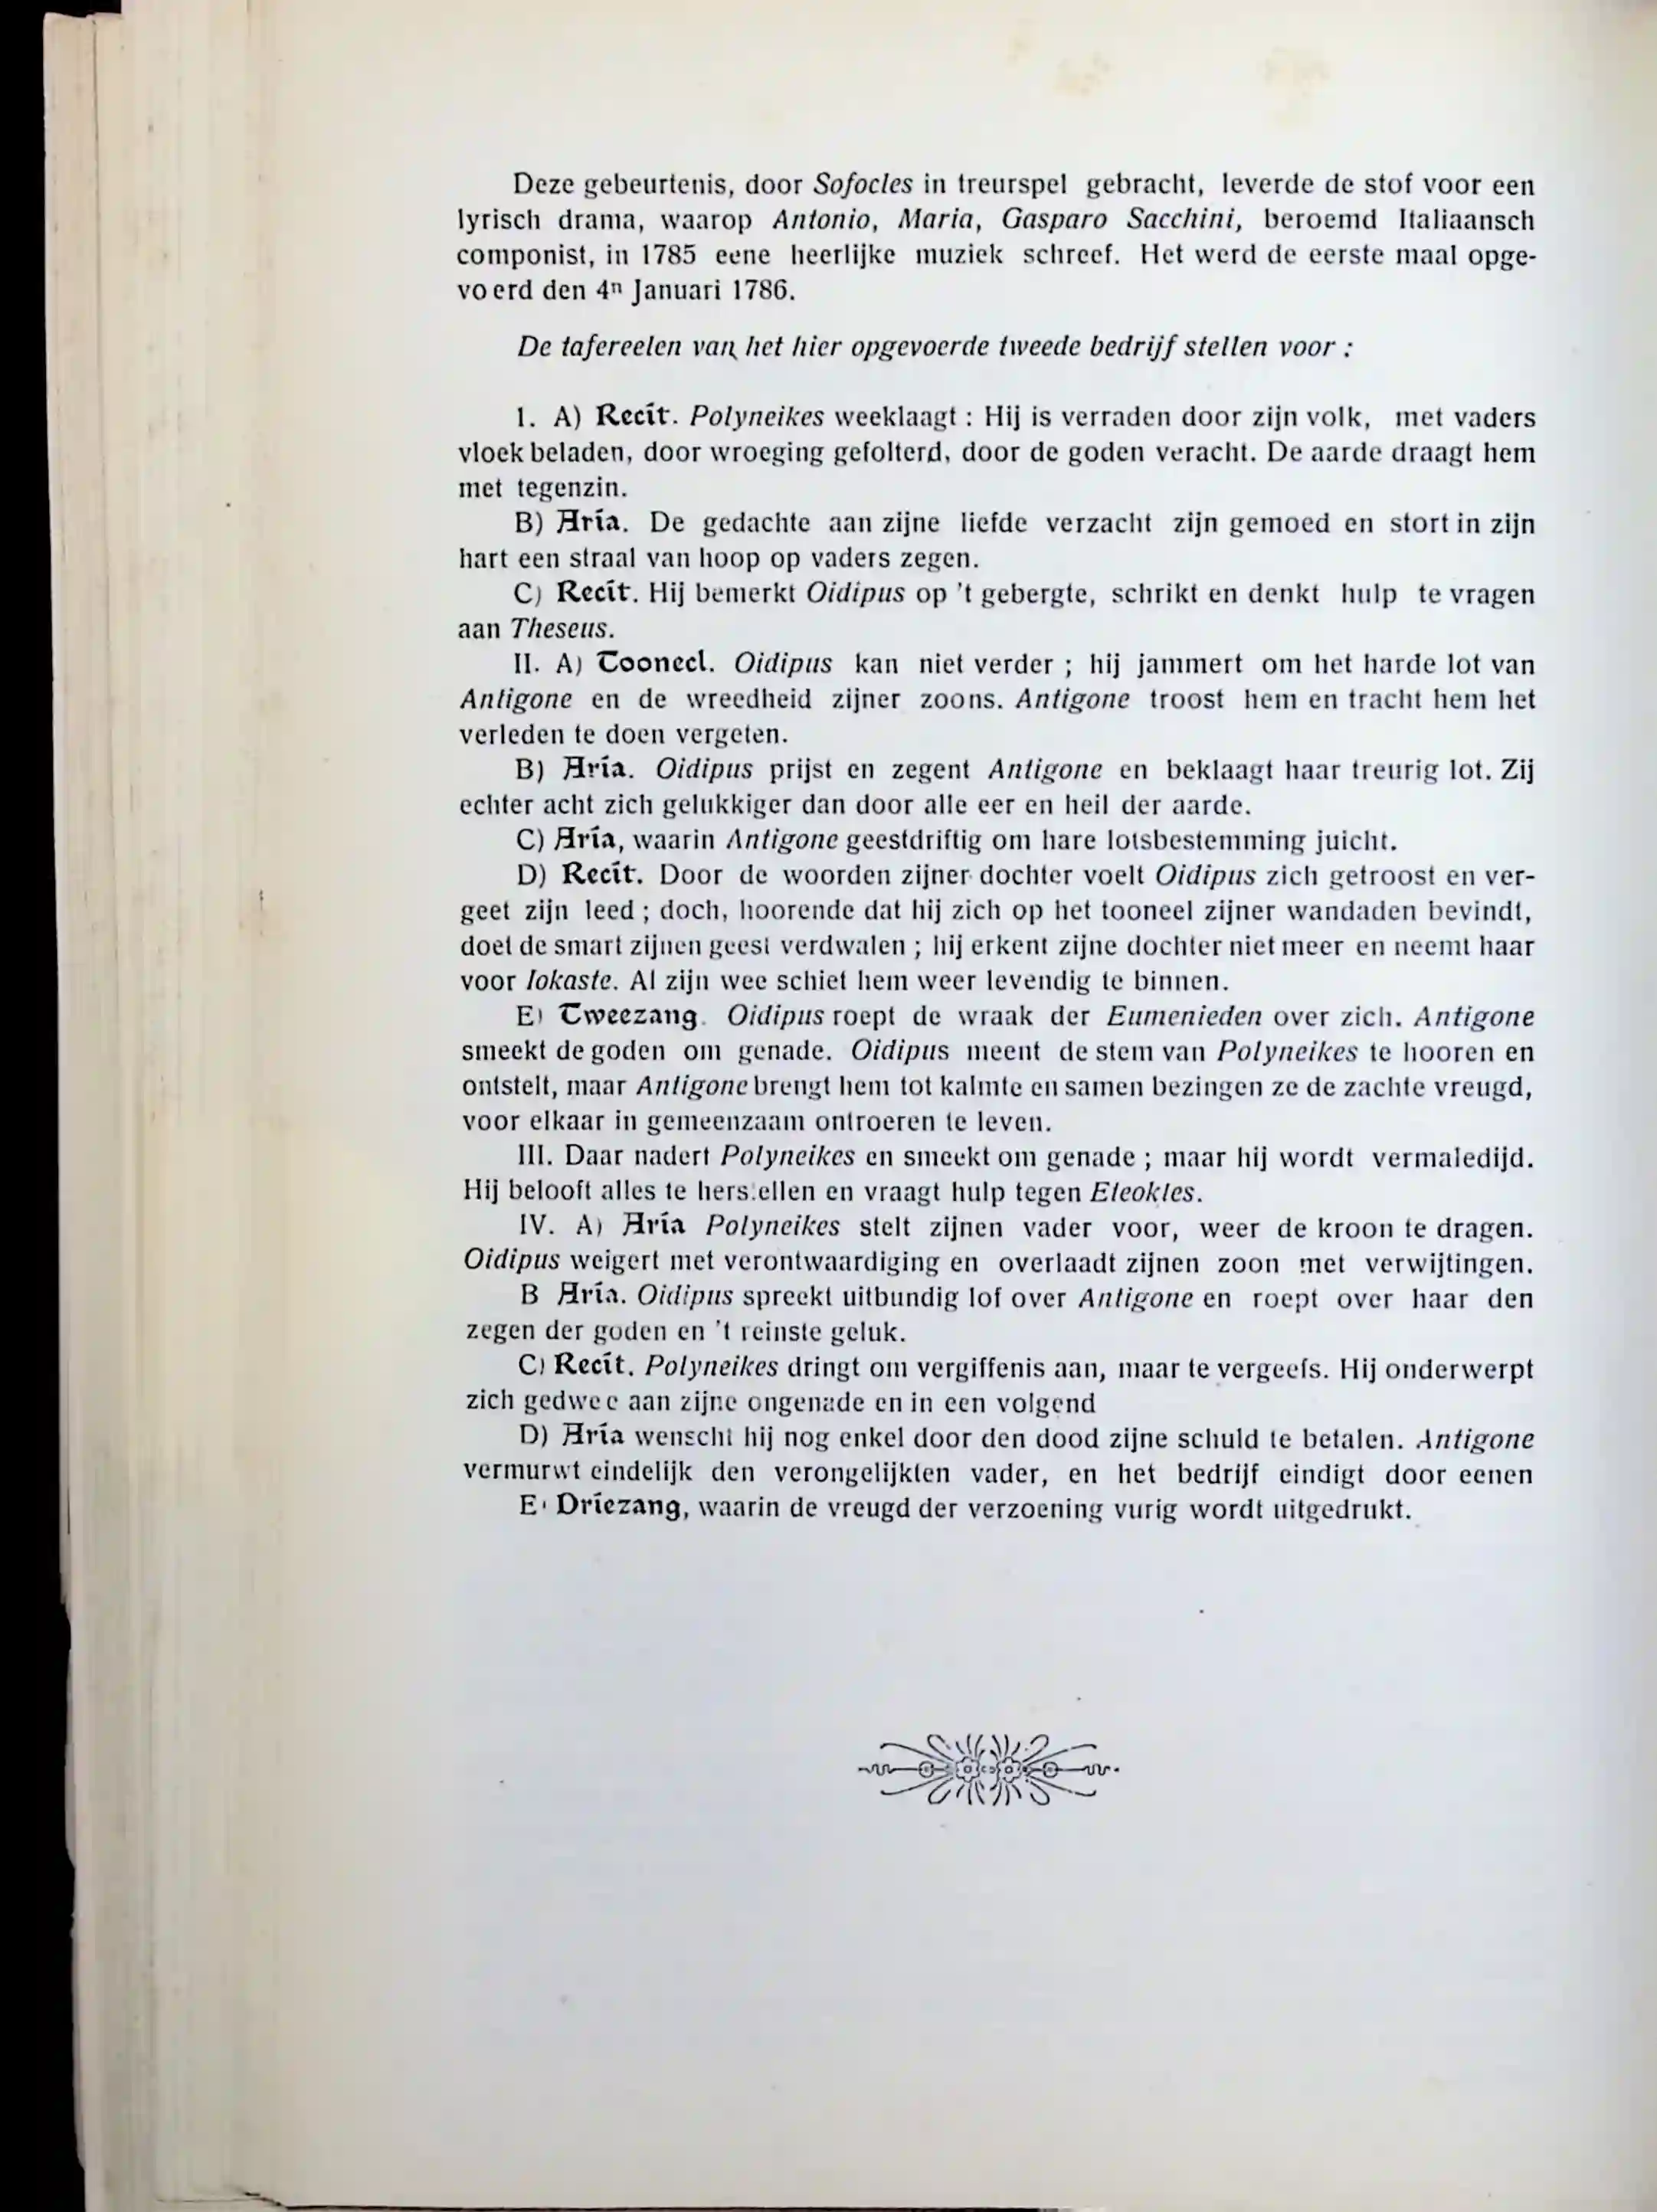 Deze gebeurtenis, door Sofocles in treurspel gebracht, leverde de stof voor een
lyrisch drama, waarop Antonio, Maria, Gasparo Sacchini, beroemd Italiaansch
componist, in 1785 eene heerlijke muziek schreef. Het werd de eerste maal opge-
voerd den 4n Januari 1786.
De tafereelen van het hier opgevoerde tweede bedrijf stellen voor :
I. A) Recit. Polyneikes weeklaagt : Hij is verraden door zijn volk, met vaders
vloek beladen, door wroeging gefolterd, door de goden veracht. De aarde draagt hem
met tegenzin.
B) Aria. De gedachte aan zijne liefde verzacht zijn gemoed en stort in zijn
hart een straal van hoop op vaders zegen.
C) Recit. Hij bemerkt Oidipus op 't gebergte, schrikt en denkt hulp te vragen
aan Theseus.
II. A) Tooneel. Oidipus kan niet verder ; hij jammert om het harde lot van
Antigone en de wreedheid zijner zoons. Antigone troost hem en tracht hem het
verleden te doen vergeten.
B) Aria. Oidipus prijst en zegent Antigone en beklaagt haar treurig lot. Zij
echter acht zich gelukkiger dan door alle eer en heil der aarde.
C) Aria, waarin Antigone geestdriftig om hare lotsbestemming juicht.
D) Recit. Door de woorden zijner dochter voelt Oidipus zich getroost en ver-
geet zijn leed ; doch, hoorende dat hij zich op het tooneel zijner wandaden bevindt,
doet de smart zijnen geest verdwalen ; hij erkent zijne dochter niet meer en neemt haar
voor Iokaste. Al zijn wee schiet hem weer levendig te binnen.
E) Tweezang. Oidipus roept de wraak der Eumenieden over zich. Antigone
smeekt de goden om genade. Oidipus meent de stem van Polyneikes te hooren en
ontstelt, maar Antigone brengt hem tot kalmte en samen bezingen ze de zachte vreugd,
voor elkaar in gemeenzaam ontroeren te leven.
III. Daar nadert Polyneikes en smeekt om genade ; maar hij wordt vermaledijd.
Hij belooft alles te herstellen en vraagt hulp tegen Eteokles.
IV. A) Aria Polyneikes stelt zijnen vader voor, weer de kroon te dragen.
Oidipus weigert met verontwaardiging en overlaadt zijnen zoon met verwijtingen.
B Aria. Oidipus spreekt uitbundig lof over Antigone en roept over haar den
zegen der goden en 't reinste geluk.
C) Recit. Polyneikes dringt om vergiffenis aan, maar te vergeefs. Hij onderwerpt
zich gedwee aan zijne ongenade en in een volgend
D) Aria wenscht hij nog enkel door den dood zijne schuld te betalen. Antigone
vermurwt eindelijk den verongelijkten vader, en het bedrijf eindigt door eenen
E) Driezang, waarin de vreugd der verzoening vurig wordt uitgedrukt.